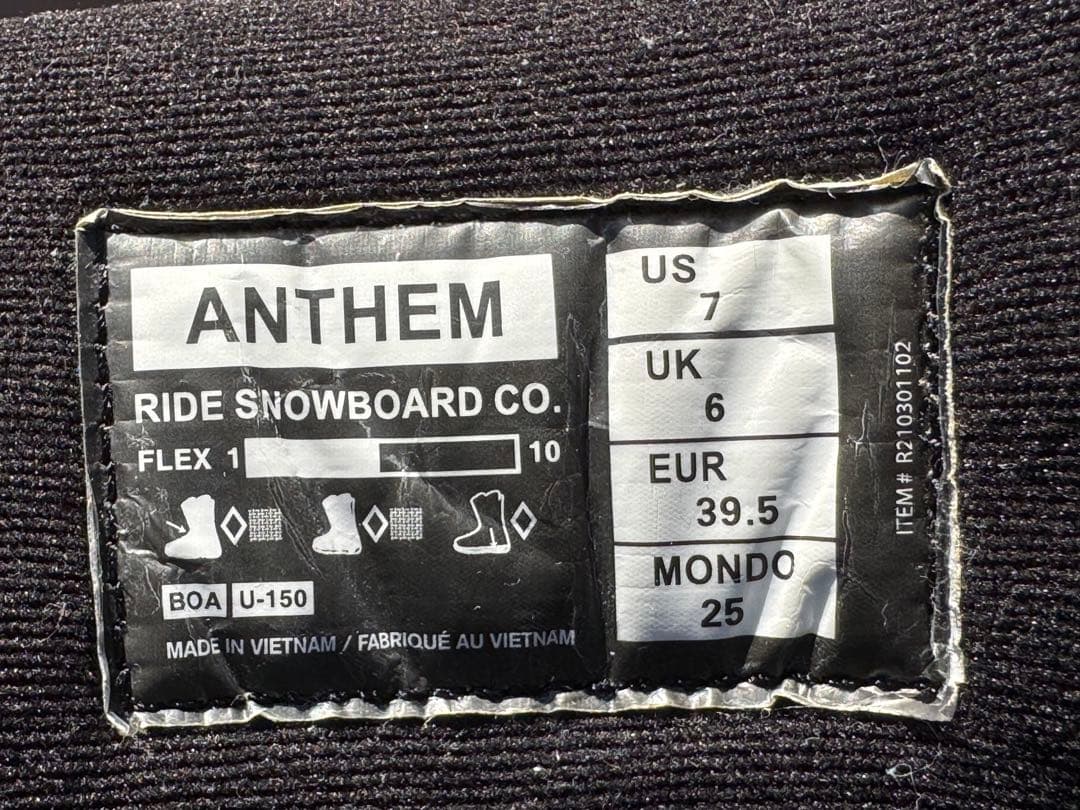 ANTHEM
RIDE SNOWBOARD CO.
FLEX 1 10
BOA U-150
MADE IN VIETNAM / FABRIQUÉ AU VIETNAM
US
7
UK
6
EUR
39.5
MONDO
25
ITEM# R210301102